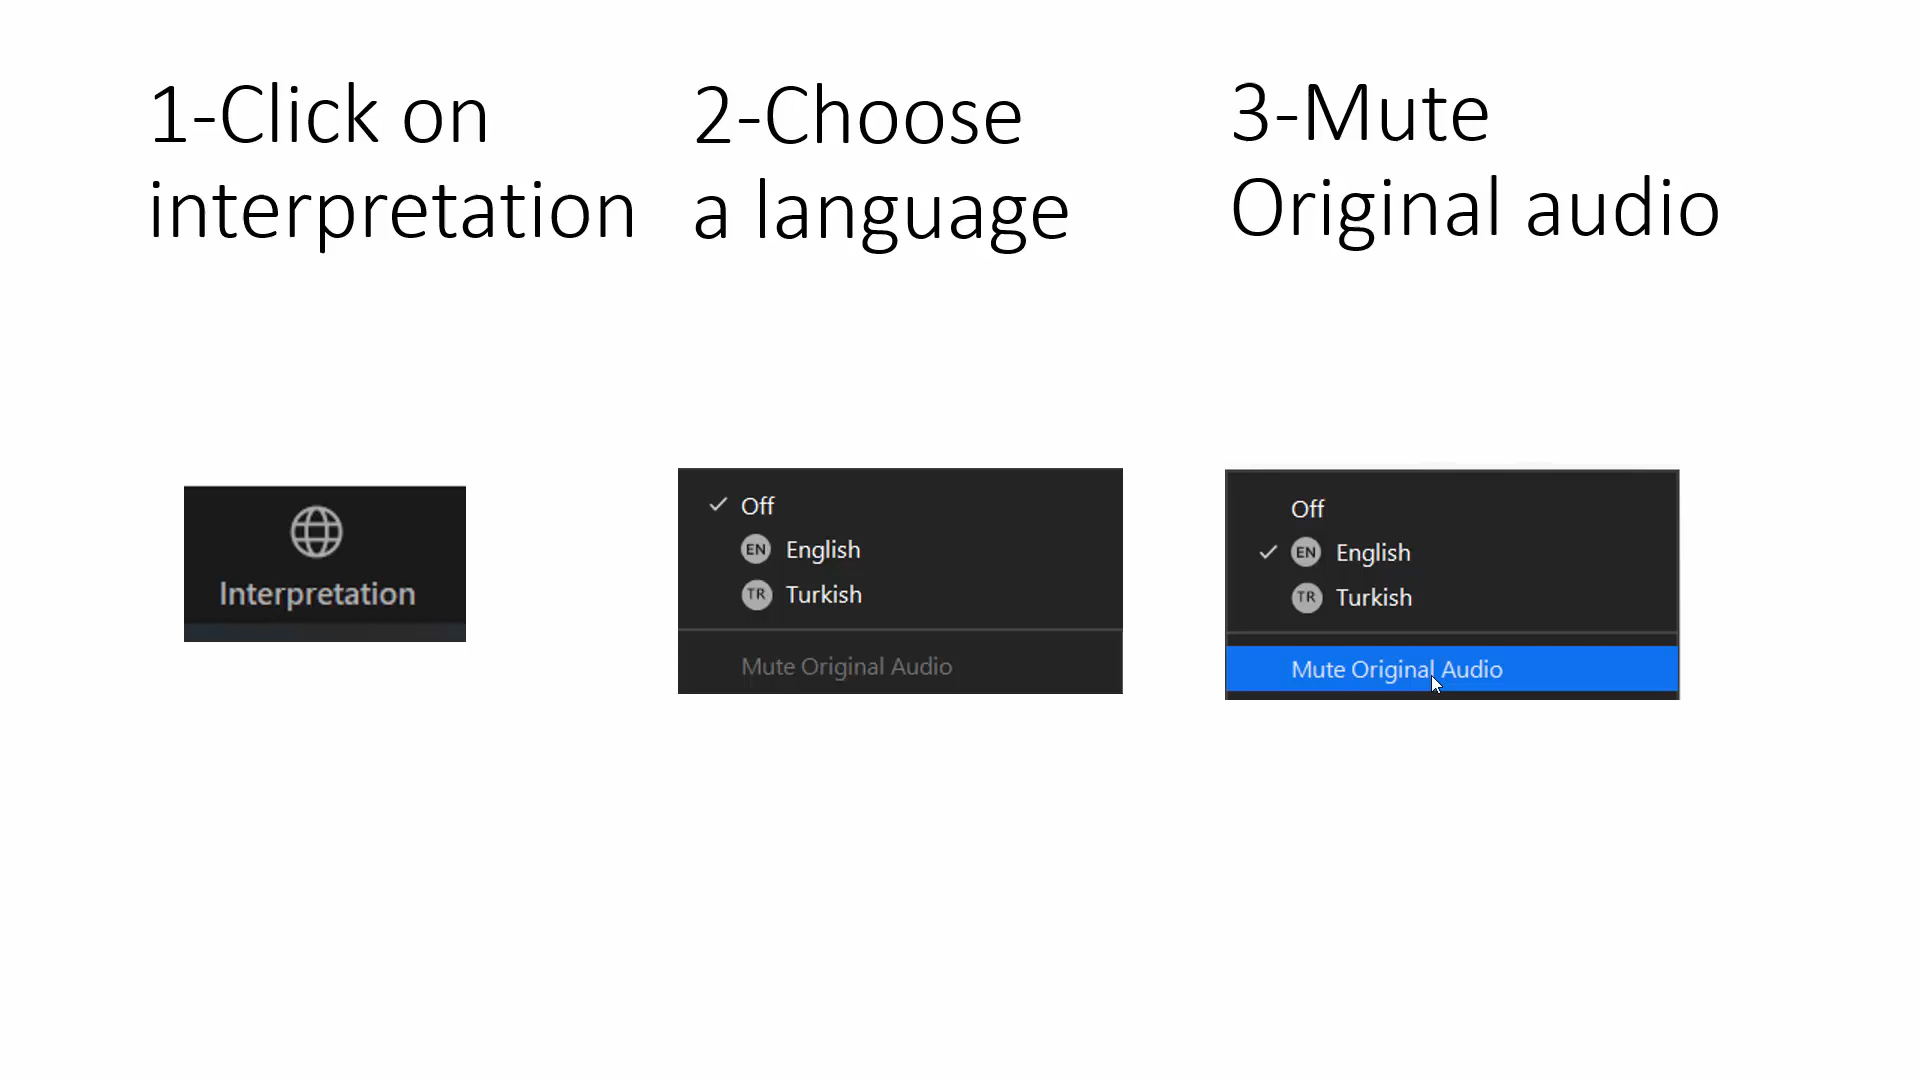 1-Click on
interpretation
2-Choose
a language
3-Mute
Original audio
Interpretation
Off
EN English
TR Turkish
Mute Original Audio
Off
EN English
TR Turkish
Mute Original Audio